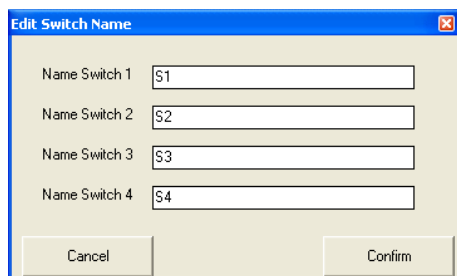 Edit Switch Name
Name Switch 1 S1
Name Switch 2 S2
Name Switch 3 S3
Name Switch 4 S4
Cancel Confirm